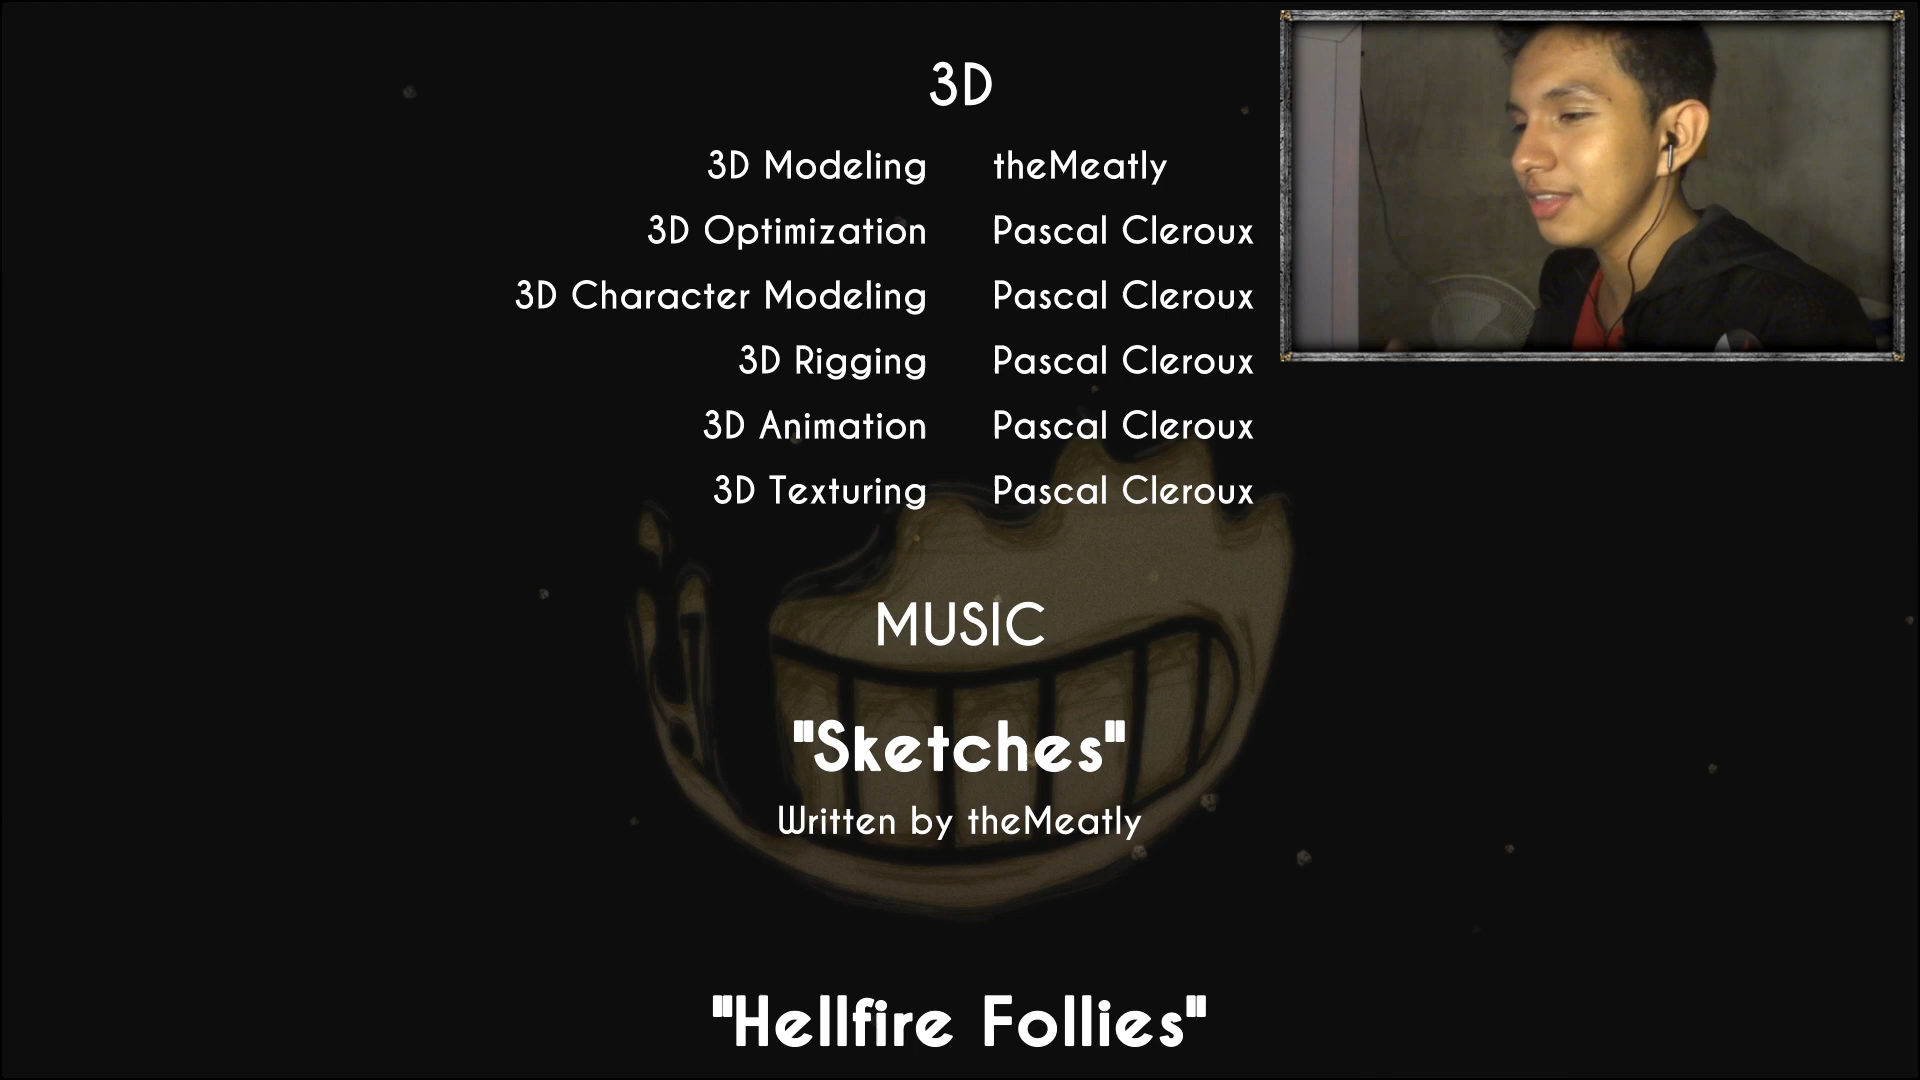 3D
3D Modeling theMeatly
3D Optimization Pascal Cleroux
3D Character Modeling Pascal Cleroux
3D Rigging Pascal Cleroux
3D Animation Pascal Cleroux
3D Texturing Pascal Cleroux
MUSIC
"Sketches"
Written by theMeatly
"Hellfire Follies"